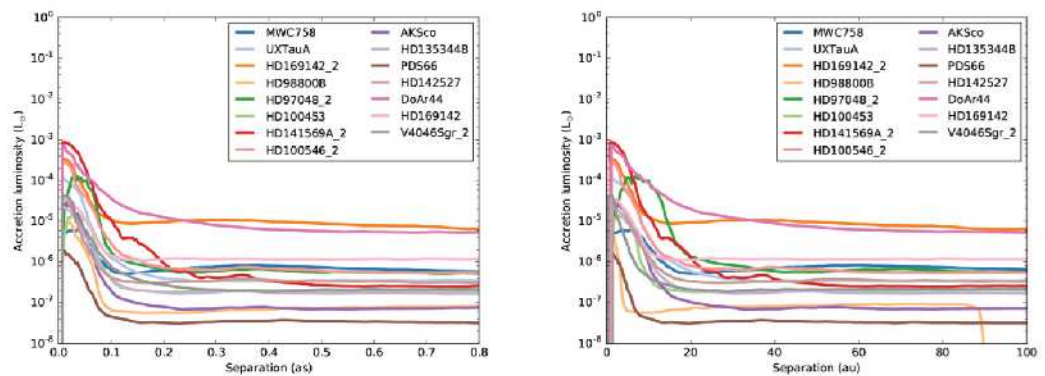 10⁰
10⁻¹
10⁻²
10⁻³
10⁻⁴
10⁻⁵
10⁻⁶
10⁻⁷
10⁻⁸
Accretion luminosity (L☉)
MWC758
UXTauA
HD169142_2
HD98800B
HD97048_2
HD100453
HD141569A_2
HD100546_2
AKSco
HD135344B
PDS66
HD142527
DoAr44
HD169142
V4046Sgr_2
0.0 0.1 0.2 0.3 0.4 0.5 0.6 0.7 0.8
Separation (as)
10⁰
10⁻¹
10⁻²
10⁻³
10⁻⁴
10⁻⁵
10⁻⁶
10⁻⁷
10⁻⁸
Accretion luminosity (L☉)
MWC758
UXTauA
HD169142_2
HD98800B
HD97048_2
HD100453
HD141569A_2
HD100546_2
AKSco
HD135344B
PDS66
HD142527
DoAr44
HD169142
V4046Sgr_2
0 20 40 60 80 100
Separation (au)